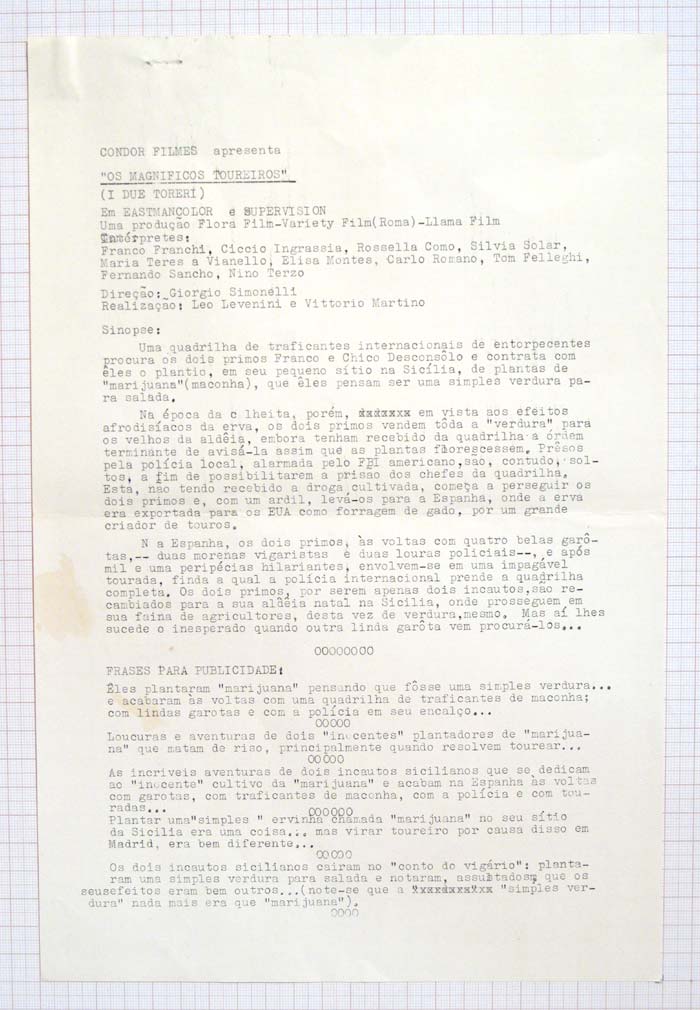 CONDOR FILMES apresenta
"OS MAGNIFICOS TOUREIROS"
(I DUE TORERI)
Em EASTMANCOLOR e SUPERVISION
Uma produção Flora Film-Variety Film(Roma)-Llama Film
Intérpretes:
Franco Franchi, Ciccio Ingrassia, Rossella Como, Silvia Solar,
Maria Teres a Vianello, Elisa Montes, Carlo Romano, Tom Felleghi,
Fernando Sancho, Nino Terzo
Direção: Giorgio Simonelli
Realização: Leo Levenini e Vittorio Martino
Sinopse:
Uma quadrilha de traficantes internacionais de entorpecentes
procura os dois primos Franco e Chico Desconsôlo e contrata com
êles o plantio, em seu pequeno sítio na Sicília, de plantas de
"marijuana"(maconha), que êles pensam ser uma simples verdura pa-
ra salada.
Na época da c lheita, porém, xxxxxxx em vista aos efeitos
afrodisíacos da erva, os dois primos vendem tôda a "verdura" para
os velhos da aldêia, embora tenham recebido da quadrilha a órdem
terminante de avisá-la assim que as plantas florescessem. Prêsos
pela polícia local, alarmada pelo FBI americano,são, contudo, sol-
tos, a fim de possibilitarem a prisão dos chefes da quadrilha.
Esta, não tendo recebido a droga cultivada, começa a perseguir os
dois primos e, com um ardil, levá-os para a Espanha, onde a erva
era exportada para os EUA como forragem de gado, por um grande
criador de touros.
N a Espanha, os dois primos, às voltas com quatro belas garô-
tas,-- duas morenas vigaristas e duas louras policiais--, e após
mil e uma peripécias hilariantes, envolvem-se em uma impagável
tourada, finda a qual a polícia internacional prende a quadrilha
completa. Os dois primos, por serem apenas dois incautos,são re-
cambiados para a sua aldêia natal na Sicilia, onde prosseguem em
sua faina de agricultores, desta vez de verdura,mesmo. Mas aí lhes
sucede o inesperado quando outra linda garôta vem procurá-los...
OOOOOOOO
FRASES PARA PUBLICIDADE:
Êles plantaram "marijuana" pensando que fôsse uma simples verdura...
e acabaram às voltas com uma quadrilha de traficantes de maconha;
com lindas garotas e com a polícia em seu encalço...
OOOOO
Loucuras e aventuras de dois "inocentes" plantadores de "marijua-
na" que matam de riso, principalmente quando resolvem tourear...
OOOOO
As incriveis aventuras de dois incautos sicilianos que se dedicam
ao "inocente" cultivo da "marijuana" e acabam na Espanha às voltas
com garotas, com traficantes de maconha, com a polícia e com tou-
radas...
OOOOOO
Plantar uma"simples " ervinha chamada "marijuana" no seu sítio
da Sicilia era uma coisa... mas virar toureiro por causa disso em
Madrid, era bem diferente...
OOOOO
Os dois incautos sicilianos cairam no "conto do vigário": planta-
ram uma simples verdura para salada e notaram, assustados, que os
seusefeitos eram bem outros...(note-se que a xxxxxxxxxxx "simples ver-
dura" nada mais era que "marijuana").
OOOO